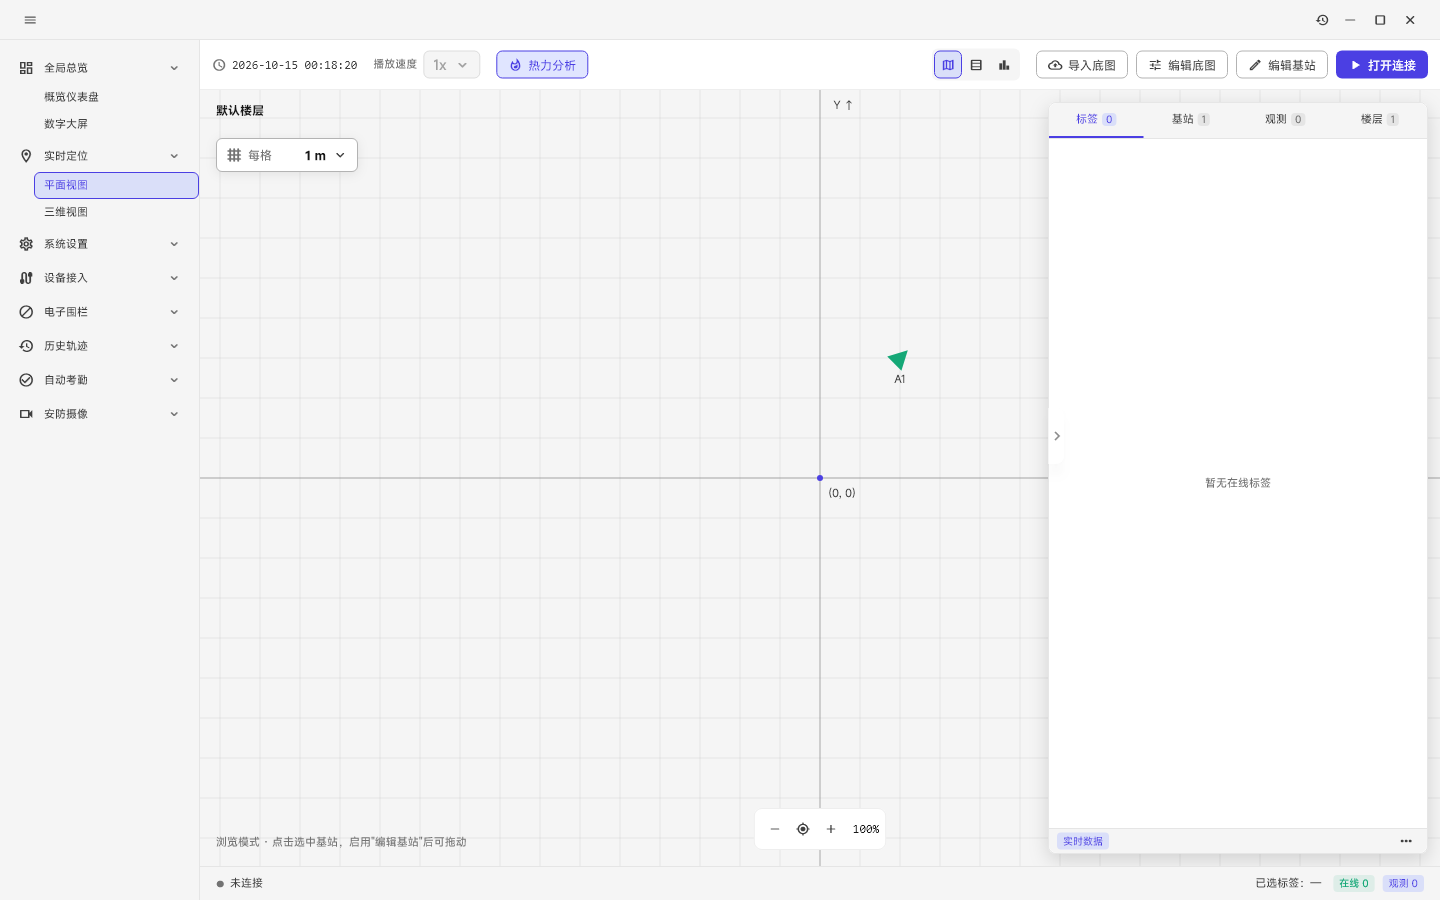 全局总览
概览仪表盘
数字大屏
实时定位
平面视图
三维视图
系统设置
设备接入
电子围栏
历史轨迹
自动考勤
安防摄像
2026-10-15 00:18:20 播放速度 1x 热力分析 导入底图 编辑底图 编辑基站 打开连接
默认楼层
每格 1 m
Y ↑
A1
(0, 0)
标签 0 基站 1 观测 0 楼层 1
暂无在线标签
实时数据
浏览模式 · 点击选中基站，启用"编辑基站"后可拖动
100%
未连接 已选标签：— 在线 0 观测 0